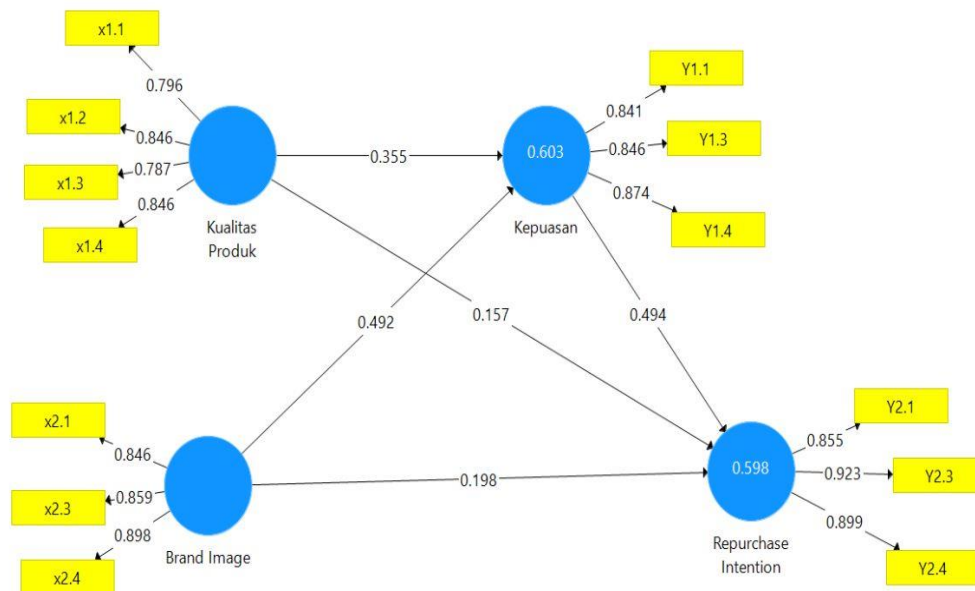 x1.1
0.796
x1.2
0.846
x1.3
0.787
x1.4
0.846
Kualitas
Produk
0.355
Y1.1
0.841
0.603
Y1.3
0.846
Y1.4
0.874
Kepuasan
0.492
0.157
0.494
x2.1
0.846
x2.3
0.859
x2.4
0.898
Brand Image
0.198
Y2.1
0.855
0.598
Y2.3
0.923
Y2.4
0.899
Repurchase
Intention